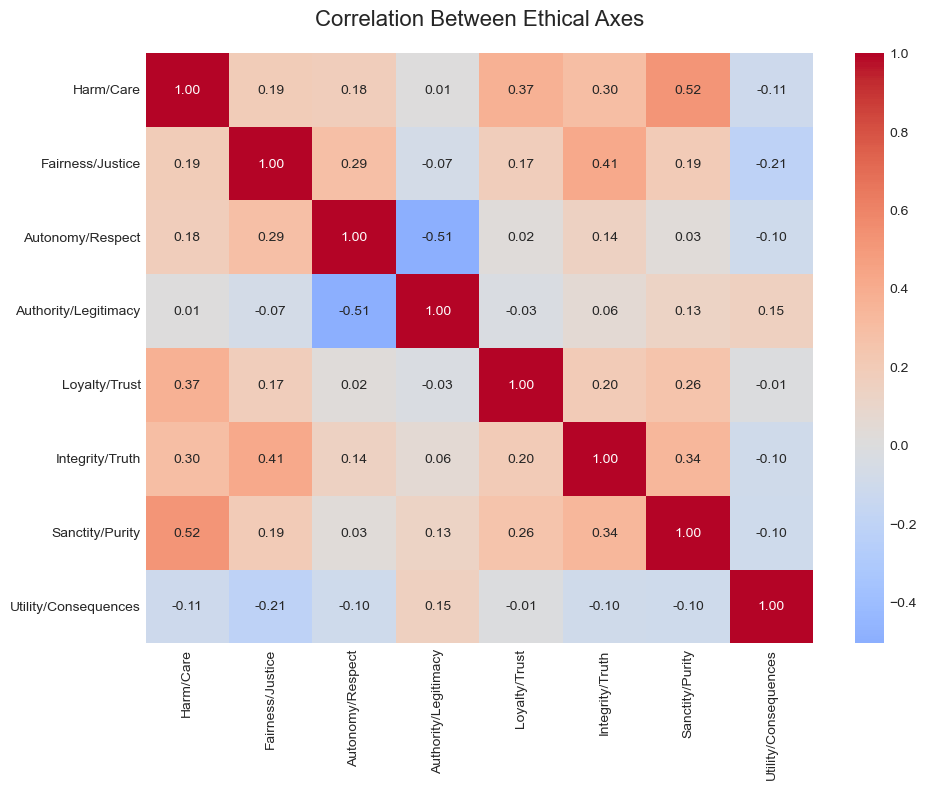 Correlation Between Ethical Axes
Harm/Care 1.00 0.19 0.18 0.01 0.37 0.30 0.52 -0.11
Fairness/Justice 0.19 1.00 0.29 -0.07 0.17 0.41 0.19 -0.21
Autonomy/Respect 0.18 0.29 1.00 -0.51 0.02 0.14 0.03 -0.10
Authority/Legitimacy 0.01 -0.07 -0.51 1.00 -0.03 0.06 0.13 0.15
Loyalty/Trust 0.37 0.17 0.02 -0.03 1.00 0.20 0.26 -0.01
Integrity/Truth 0.30 0.41 0.14 0.06 0.20 1.00 0.34 -0.10
Sanctity/Purity 0.52 0.19 0.03 0.13 0.26 0.34 1.00 -0.10
Utility/Consequences -0.11 -0.21 -0.10 0.15 -0.01 -0.10 -0.10 1.00
Harm/Care
Fairness/Justice
Autonomy/Respect
Authority/Legitimacy
Loyalty/Trust
Integrity/Truth
Sanctity/Purity
Utility/Consequences
1.0
0.8
0.6
0.4
0.2
0.0
−0.2
−0.4